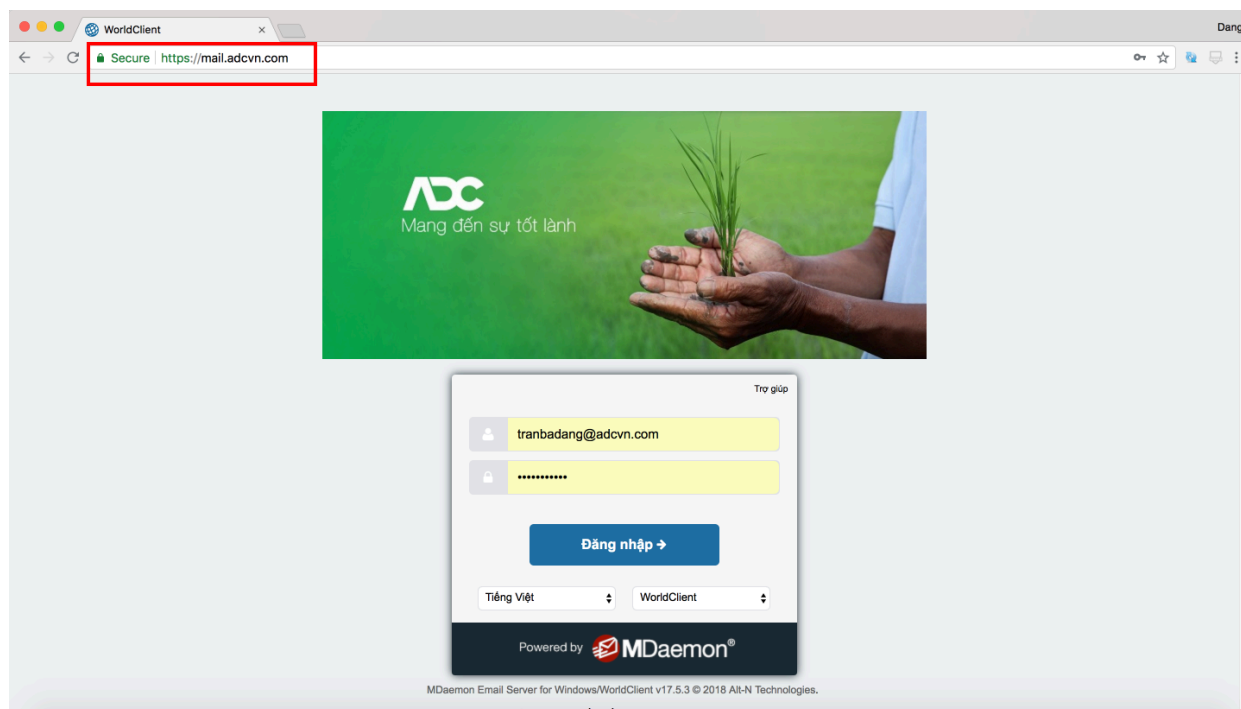 WorldClient
Dang
Secure https://mail.adcvn.com
ADC
Mang đến sự tốt lành
Trợ giúp
tranbadang@adcvn.com
•••••••••••
Đăng nhập →
Tiếng Việt WorldClient
Powered by MDaemon®
MDaemon Email Server for Windows/WorldClient v17.5.3 © 2018 Alt-N Technologies.